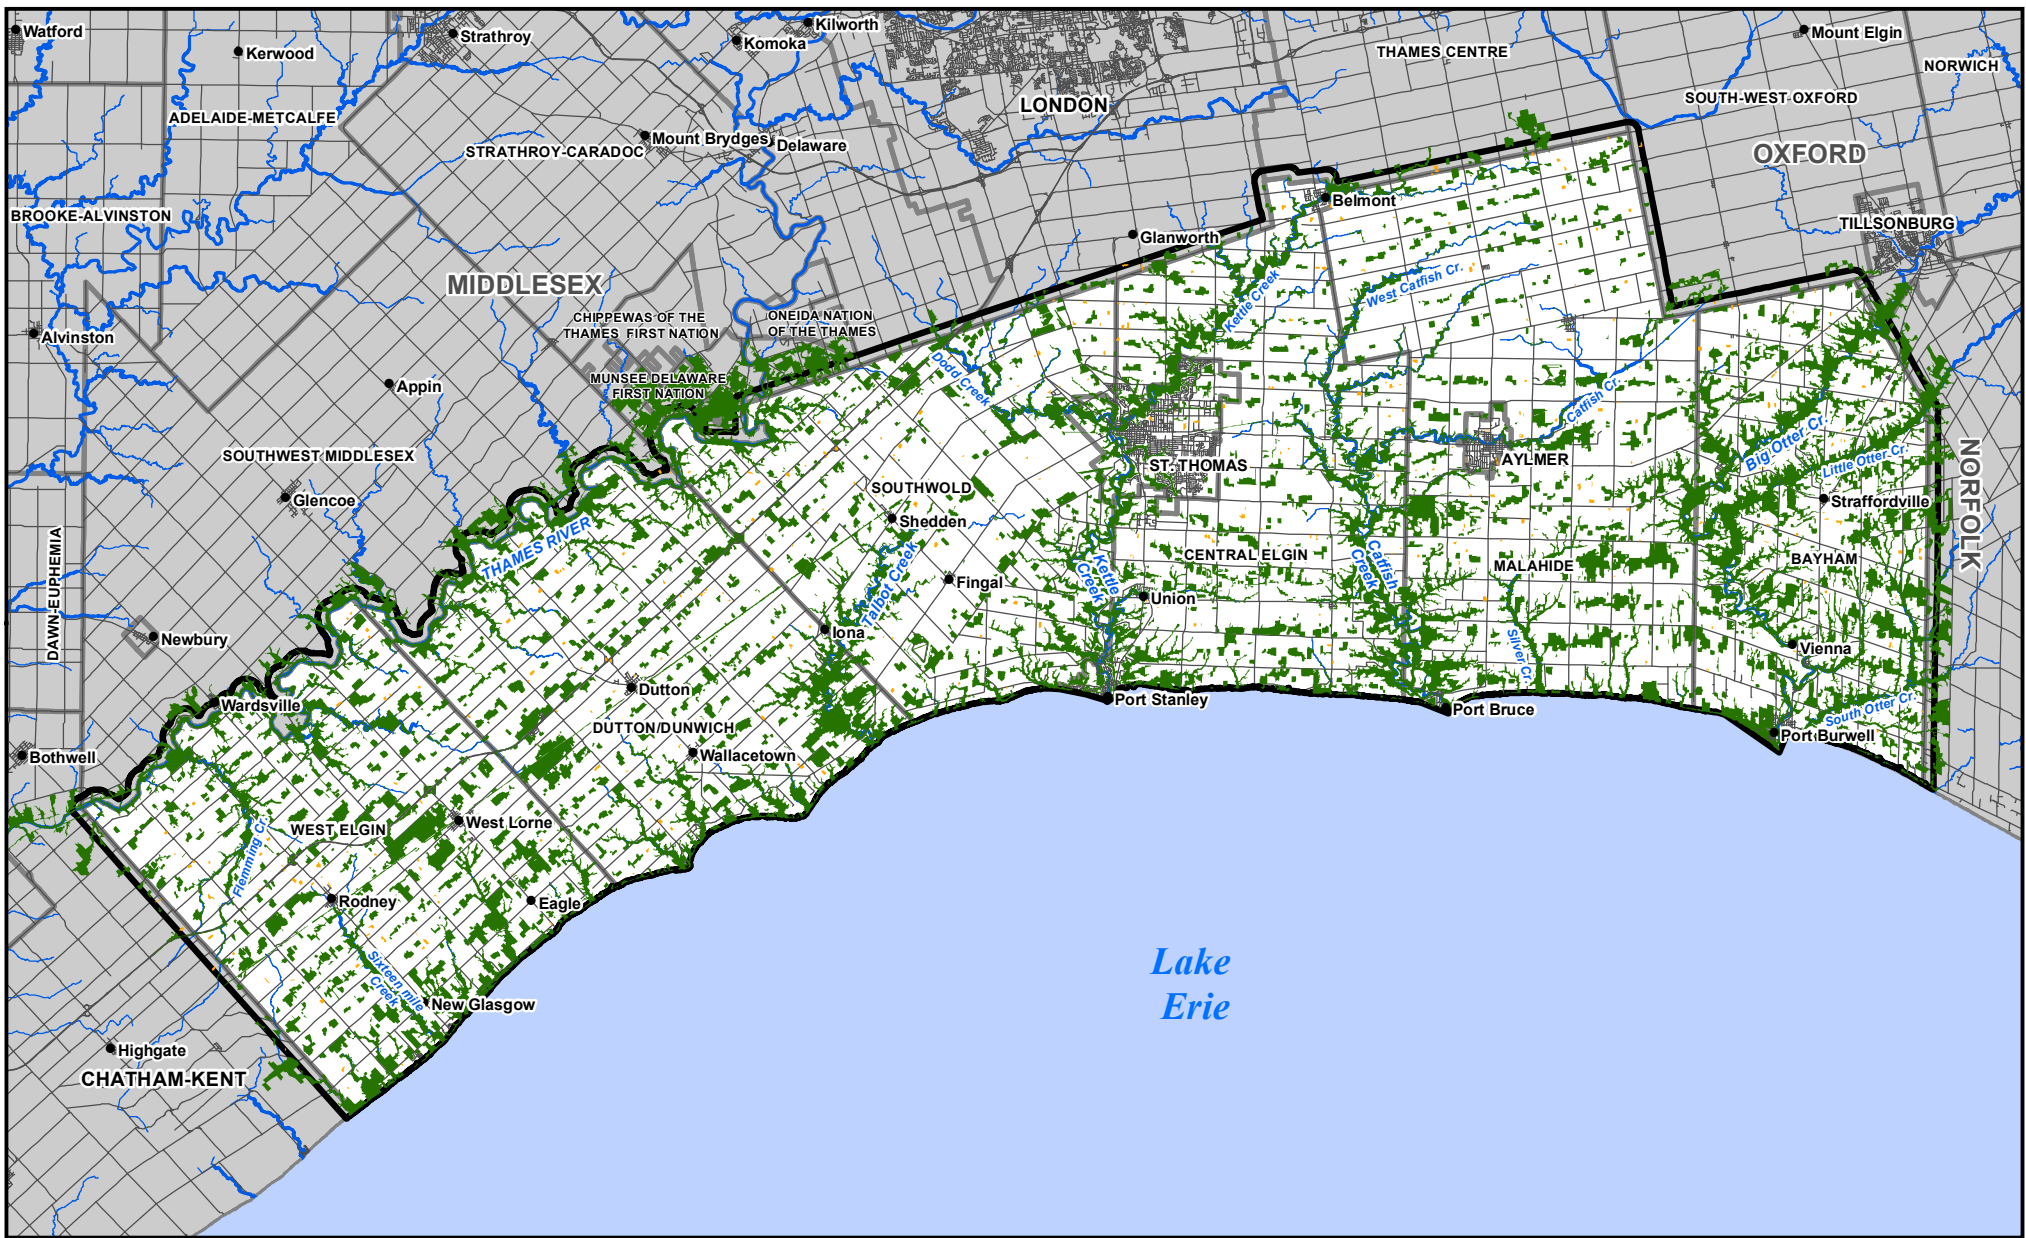 Watford
Kerwood
Strathroy
Komoka
Kilworth
THAMES CENTRE
Mount Elgin
NORWICH
ADELAIDE-METCALFE
LONDON
SOUTH-WEST OXFORD
STRATHROY-CARADOC
Mount Brydges
Delaware
OXFORD
BROOKE-ALVINSTON
Belmont
TILLSONBURG
Glanworth
MIDDLESEX
West Catfish Cr.
Kettle Creek
CHIPPEWAS OF THE
THAMES FIRST NATION
ONEIDA NATION
OF THE THAMES
Alvinston
Appin
MUNSEE DELAWARE
FIRST NATION
Dodd Creek
Catfish Cr.
SOUTHWEST MIDDLESEX
Big Otter Cr.
Little Otter Cr.
ST. THOMAS
AYLMER
NORFOLK
Glencoe
SOUTHWOLD
Shedden
Straffordville
THAMES RIVER
DAWN-EUPHEMIA
Talbot Creek
Fingal
Kettle
Creek
CENTRAL ELGIN
Catfish
Creek
MALAHIDE
BAYHAM
Union
Newbury
Iona
Silver Cr.
Vienna
Dutton
Wardsville
Port Stanley
Port Bruce
South Otter Cr.
DUTTON/DUNWICH
Port Burwell
Bothwell
Wallacetown
Flemming Cr.
WEST ELGIN
West Lorne
Rodney
Eagle
Lake
Erie
Sixteen mile
Creek
New Glasgow
Highgate
CHATHAM-KENT